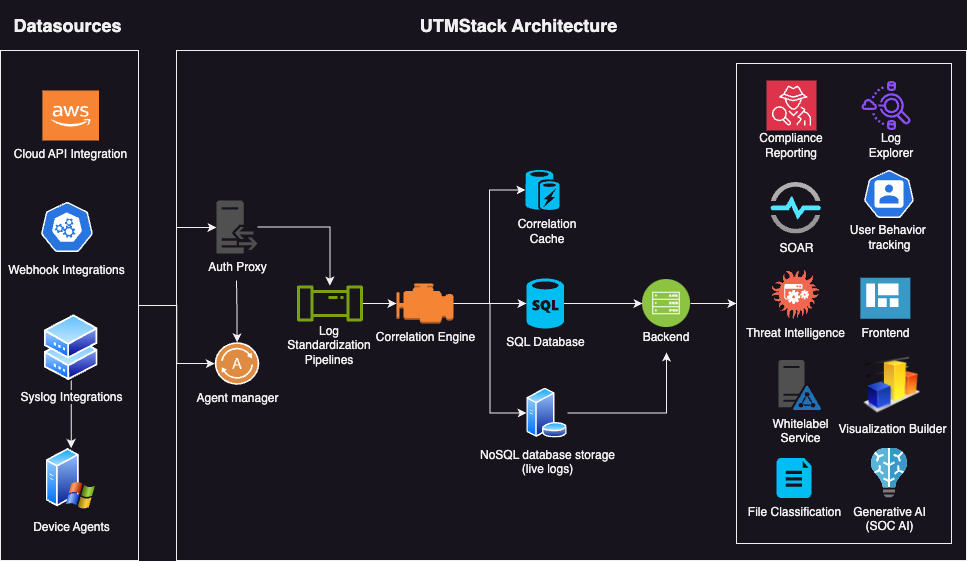 Datasources
UTMStack Architecture
aws
Cloud API Integration
Webhook Integrations
Syslog Integrations
Device Agents
Auth Proxy
A
Agent manager
Log
Standardization
Pipelines
Correlation Engine
Correlation
Cache
SQL
SQL Database
NoSQL database storage
(live logs)
Backend
Compliance
Reporting
Log
Explorer
SOAR
User Behavior
tracking
Threat Intelligence
Frontend
Whitelabel
Service
Visualization Builder
File Classification
Generative AI
(SOC AI)